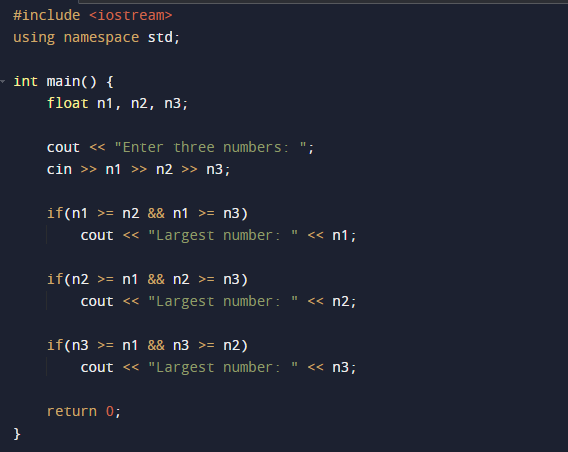 #include <iostream>
using namespace std;
int main() {
float n1, n2, n3;
cout << "Enter three numbers: ";
cin >> n1 >> n2 >> n3;
if(n1 >= n2 && n1 >= n3)
cout << "Largest number: " << n1;
if(n2 >= n1 && n2 >= n3)
cout << "Largest number: " << n2;
if(n3 >= n1 && n3 >= n2)
cout << "Largest number: " << n3;
return 0;
}